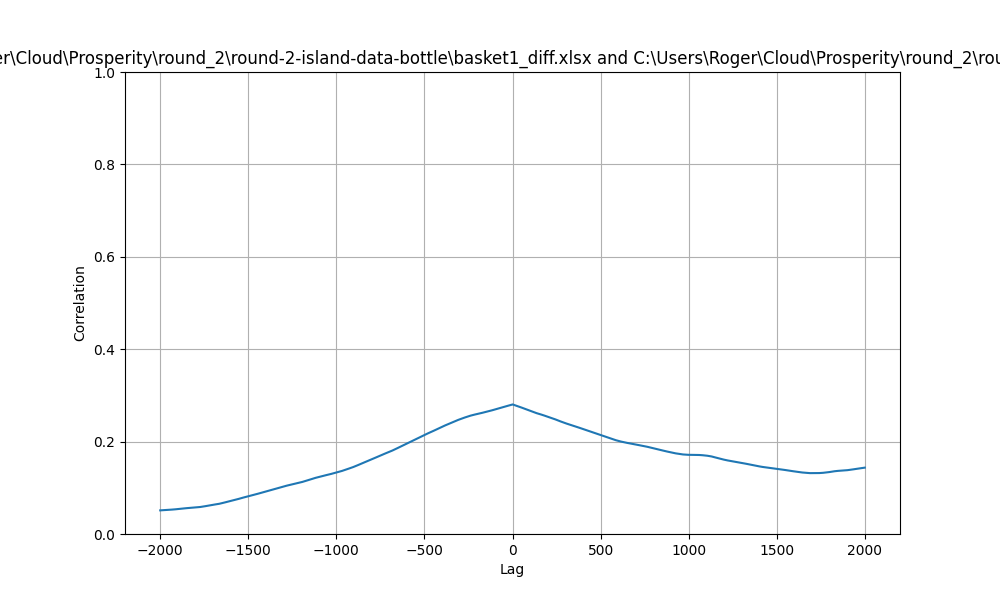 er\Cloud\Prosperity\round_2\round-2-island-data-bottle\basket1_diff.xlsx and C:\Users\Roger\Cloud\Prosperity\round_2\rou
1.0
0.8
0.6
0.4
0.2
0.0
Correlation
−2000 −1500 −1000 −500 0 500 1000 1500 2000
Lag